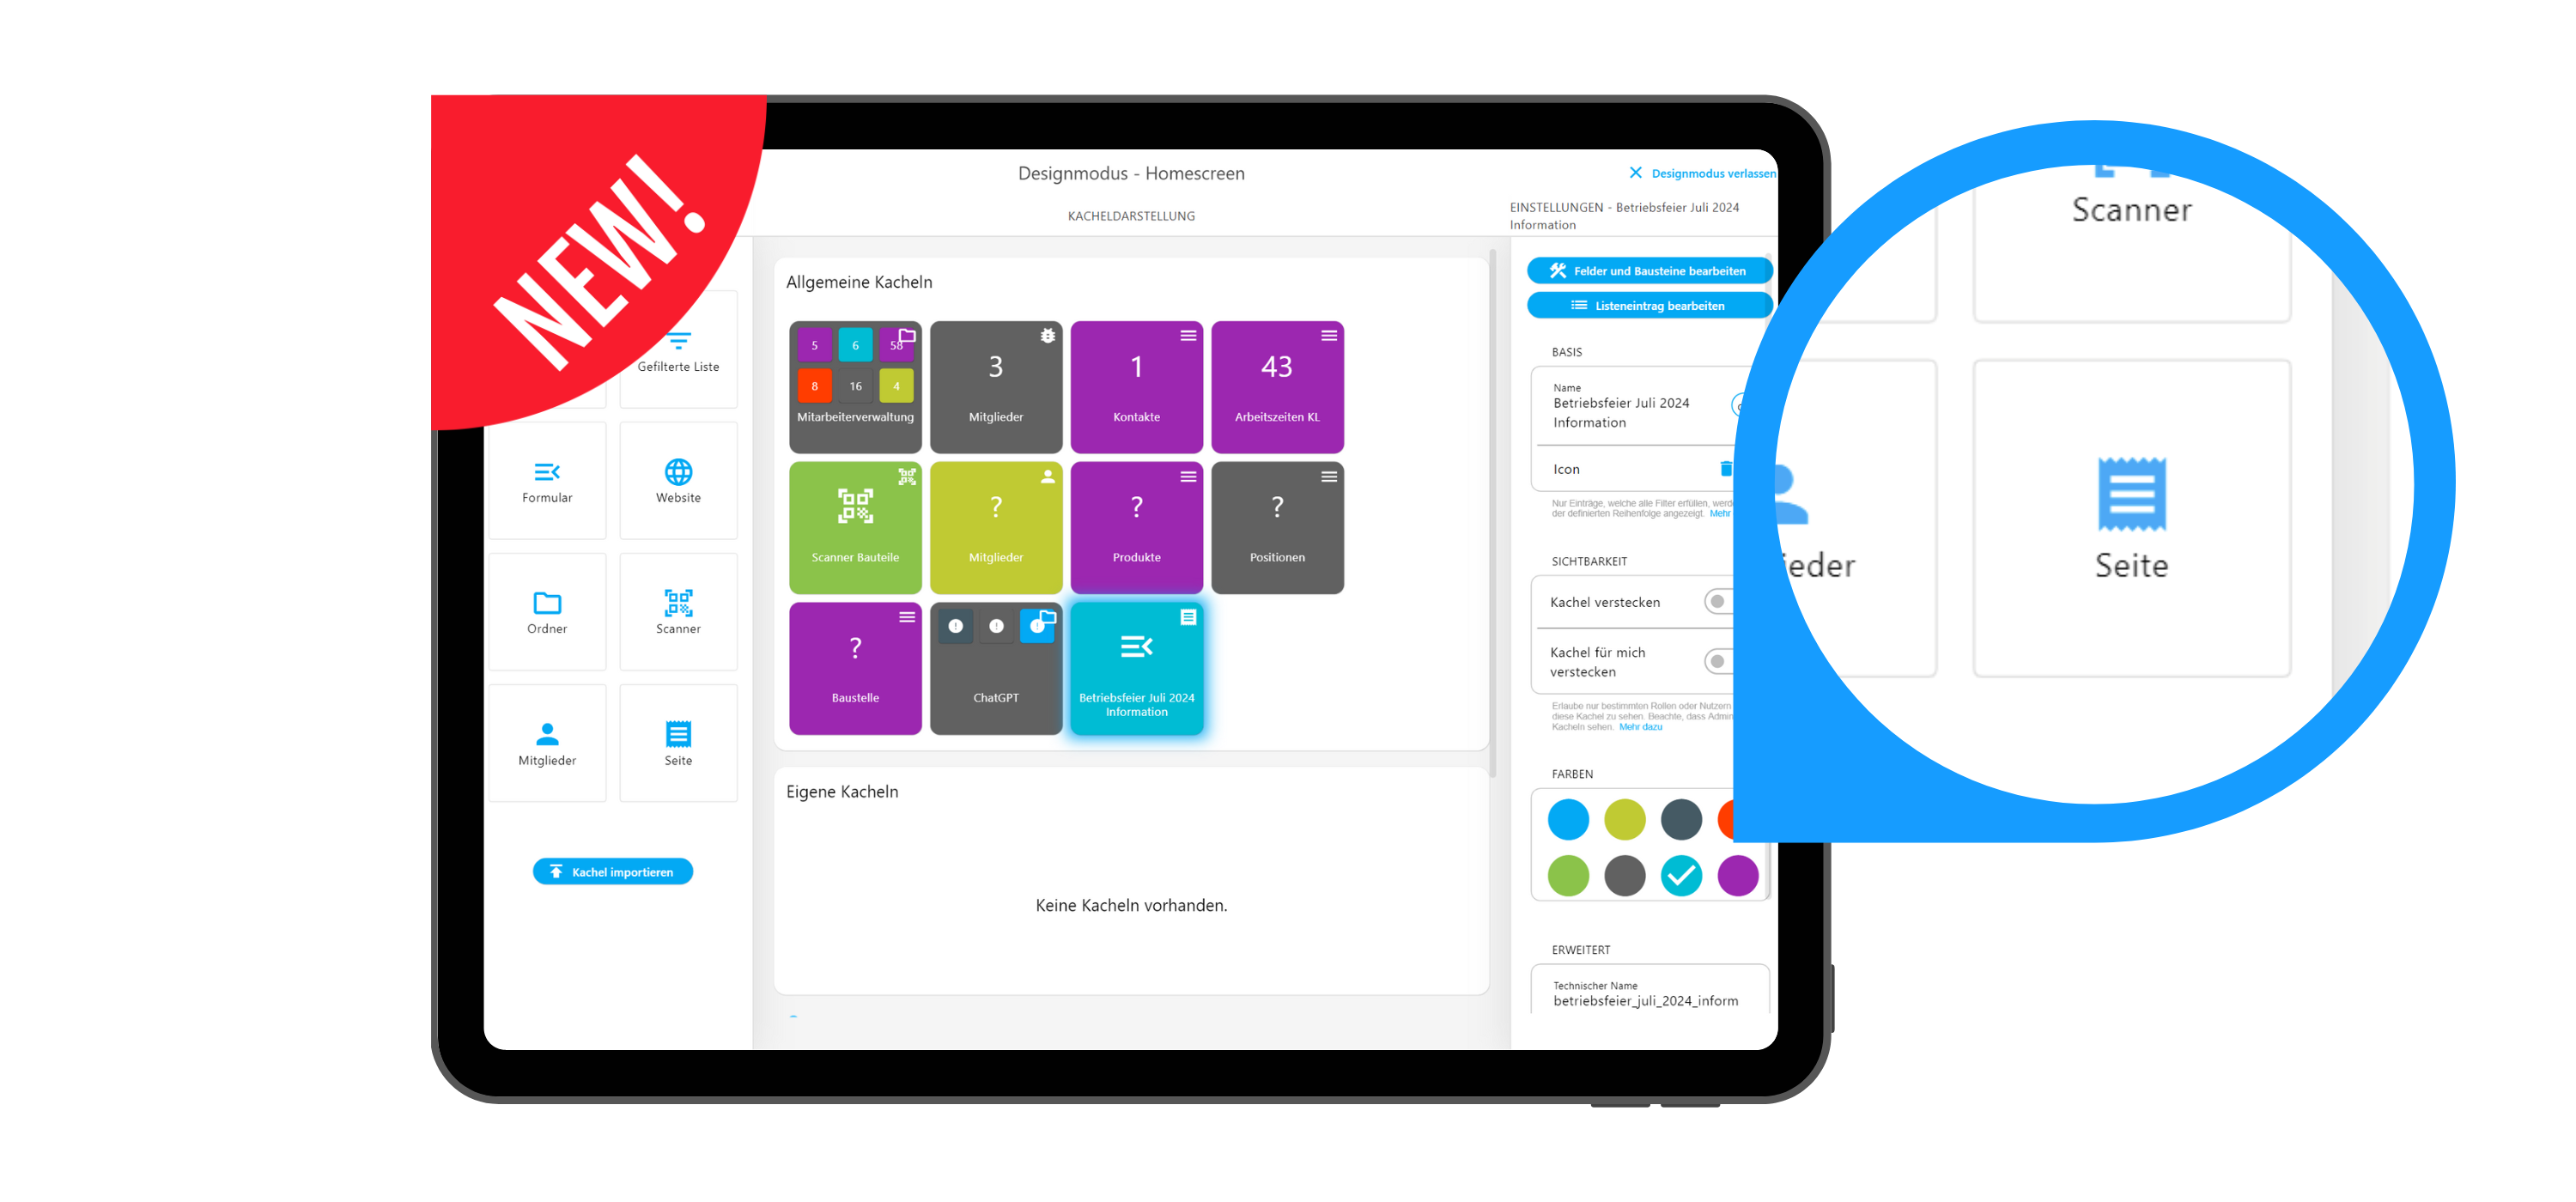 NEW!
Designmodus - Homescreen
Designmodus verlassen
KACHELDARSTELLUNG
EINSTELLUNGEN - Betriebsfeier Juli 2024
Information
Gefilterte Liste
Formular
Website
Ordner
Scanner
Mitglieder
Seite
Kachel importieren
Allgemeine Kacheln
5
6
58
8
16
4
Mitarbeiterverwaltung
3
Mitglieder
1
Kontakte
43
Arbeitszeiten KL
Scanner Bauteile
?
Mitglieder
?
Produkte
?
Positionen
?
Baustelle
ChatGPT
Betriebsfeier Juli 2024
Information
Eigene Kacheln
Keine Kacheln vorhanden.
Felder und Bausteine bearbeiten
Listeneintrag bearbeiten
BASIS
Name
Betriebsfeier Juli 2024
Information
Icon
Nur Einträge, welche alle Filter erfüllen, werd
der definierten Reihenfolge angezeigt. Mehr
SICHTBARKEIT
Kachel verstecken
Kachel für mich
verstecken
Erlaube nur bestimmten Rollen oder Nutzern
diese Kachel zu sehen. Beachte, dass Admin
Kacheln sehen. Mehr dazu
FARBEN
ERWEITERT
Technischer Name
betriebsfeier_juli_2024_inform
Scanner
ieder
Seite